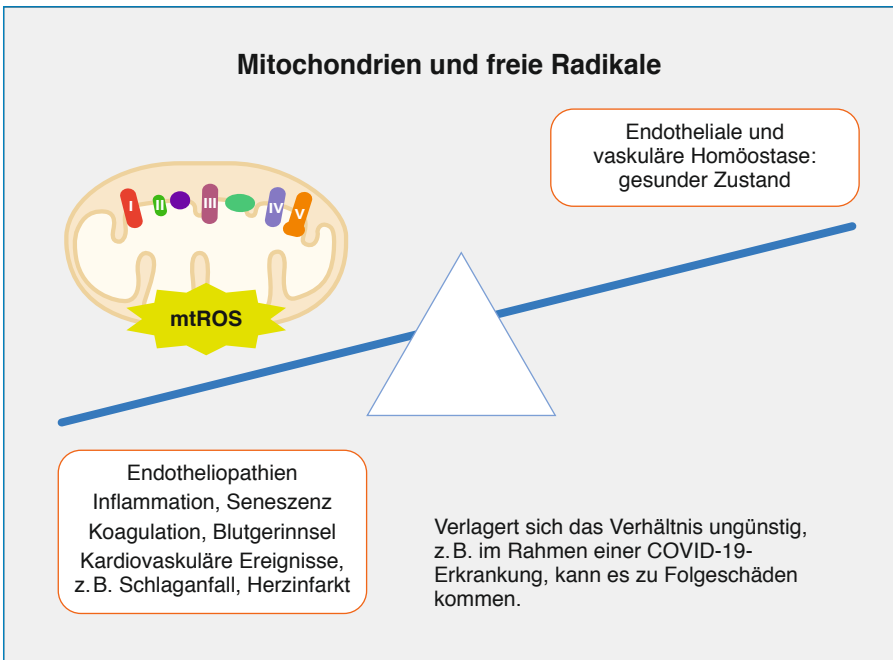 Mitochondrien und freie Radikale
Endotheliale und
vaskuläre Homöostase:
gesunder Zustand
I
II
III
IV
V
mtROS
Endotheliopathien
Inflammation, Seneszenz
Koagulation, Blutgerinnsel
Kardiovaskuläre Ereignisse,
z. B. Schlaganfall, Herzinfarkt
Verlagert sich das Verhältnis ungünstig,
z. B. im Rahmen einer COVID-19-
Erkrankung, kann es zu Folgeschäden
kommen.